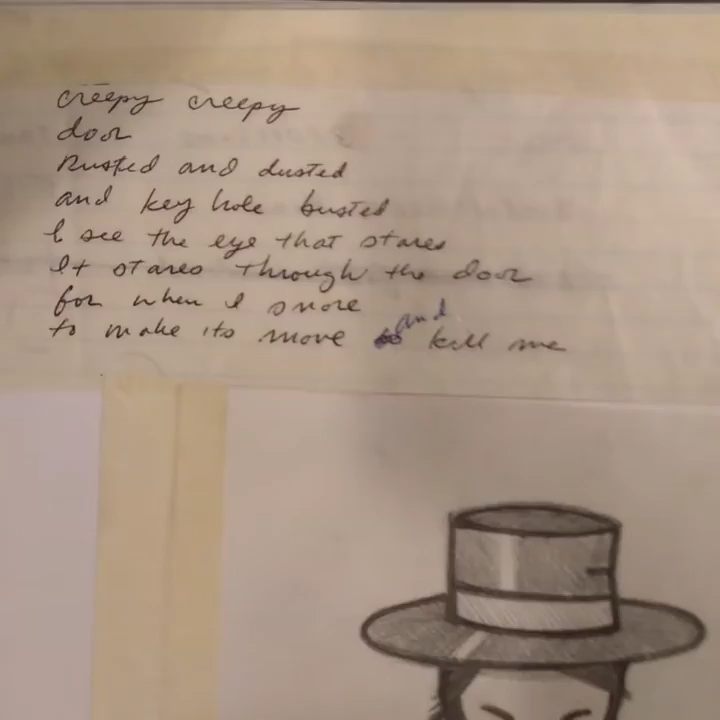 creepy creepy
door
Rusted and dusted
and key hole busted
I see the eye that stares
It stares through the door
for when I snore
to make its move and kill me